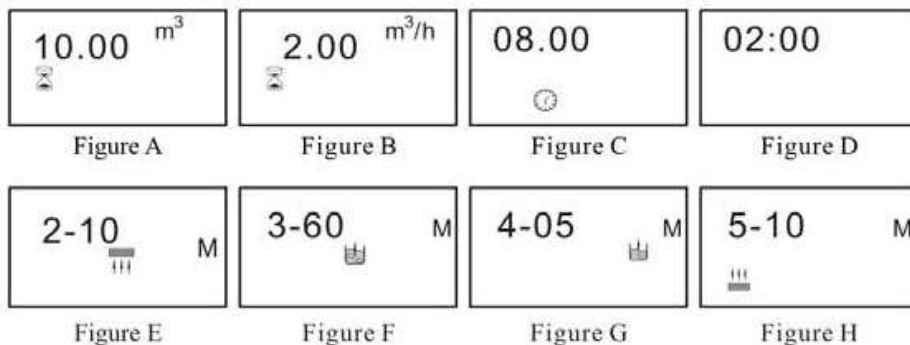 10.00 m³ 2.00 m³/h 08.00 02:00
Figure A Figure B Figure C Figure D
2-10 M 3-60 M 4-05 M 5-10 M
Figure E Figure F Figure G Figure H